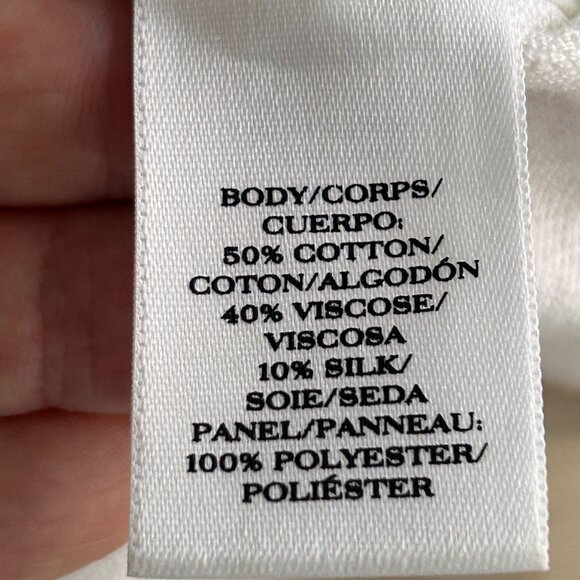 BODY/CORPS/
CUERPO:
50% COTTON/
COTON/ALGODÓN
40% VISCOSE/
VISCOSA
10% SILK/
SOIE/SEDA
PANEL/PANNEAU:
100% POLYESTER/
POLIÉSTER